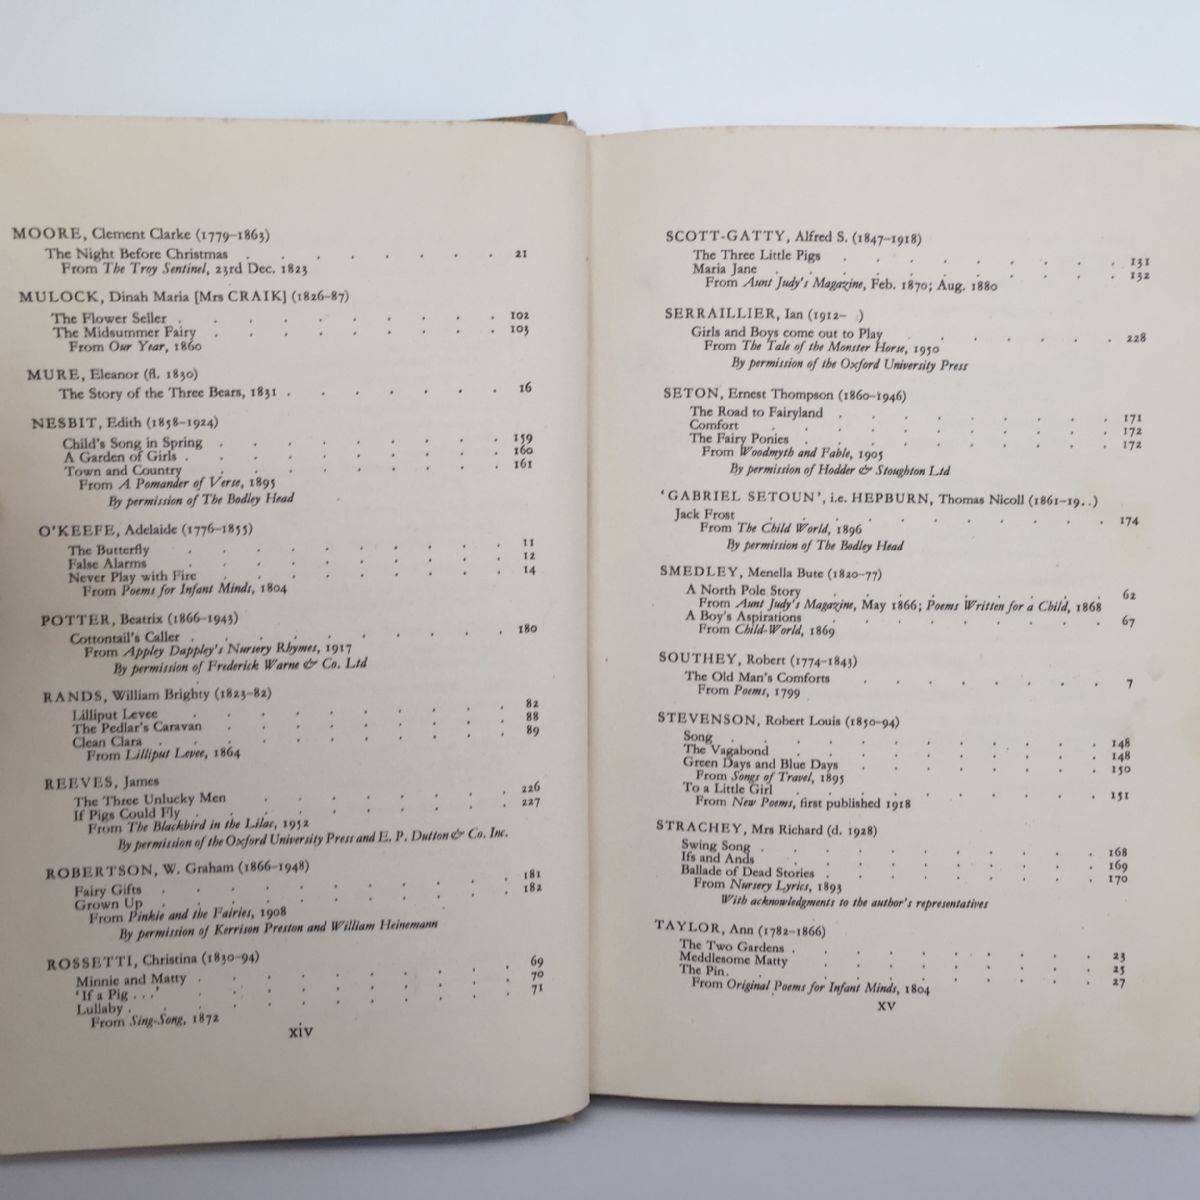 MOORE, Clement Clarke (1779–1863)
The Night Before Christmas . . . . . . . 21
From The Troy Sentinel, 23rd Dec. 1823
MULOCK, Dinah Maria [Mrs CRAIK] (1826–87)
The Flower Seller . . . . . . . . 102
The Midsummer Fairy . . . . . . . 103
From Our Year, 1860
MURE, Eleanor (fl. 1830)
The Story of the Three Bears, 1831 . . . . . . 16
NESBIT, Edith (1858–1924)
Child's Song in Spring . . . . . . . 159
A Garden of Girls . . . . . . . . 160
Town and Country . . . . . . . 161
From A Pomander of Verse, 1895
By permission of The Bodley Head
O'KEEFE, Adelaide (1776–1855)
The Butterfly . . . . . . . . 11
False Alarms . . . . . . . . 12
Never Play with Fire . . . . . . . 14
From Poems for Infant Minds, 1804
POTTER, Beatrix (1866–1943)
Cottontail's Caller . . . . . . . . 180
From Appley Dappley's Nursery Rhymes, 1917
By permission of Frederick Warne & Co. Ltd
RANDS, William Brighty (1823–82)
Lilliput Levee . . . . . . . . 82
The Pedlar's Caravan . . . . . . . 88
Clean Clara . . . . . . . . 89
From Lilliput Levee, 1864
REEVES, James
The Three Unlucky Men . . . . . . 226
If Pigs Could Fly . . . . . . . . 227
From The Blackbird in the Lilac, 1952
By permission of the Oxford University Press and E. P. Dutton & Co. Inc.
ROBERTSON, W. Graham (1866–1948)
Fairy Gifts . . . . . . . . 181
Grown Up . . . . . . . . 182
From Pinkie and the Fairies, 1908
By permission of Kerrison Preston and William Heinemann
ROSSETTI, Christina (1830–94)
Minnie and Matty . . . . . . . . 69
'If a Pig . . .' . . . . . . . . 70
Lullaby . . . . . . . . . 71
From Sing-Song, 1872
xiv
SCOTT-GATTY, Alfred S. (1847–1918)
The Three Little Pigs . . . . . . . 131
Maria Jane . . . . . . . . 132
From Aunt Judy's Magazine, Feb. 1870; Aug. 1880
SERRAILLIER, Ian (1912– )
Girls and Boys come out to Play . . . . . 228
From The Tale of the Monster Horse, 1950
By permission of the Oxford University Press
SETON, Ernest Thompson (1860–1946)
The Road to Fairyland . . . . . . . 171
Comfort . . . . . . . . . 172
The Fairy Ponies . . . . . . . . 172
From Woodmyth and Fable, 1905
By permission of Hodder & Stoughton Ltd
'GABRIEL SETOUN', i.e. HEPBURN, Thomas Nicoll (1861–19..)
Jack Frost . . . . . . . . 174
From The Child World, 1896
By permission of The Bodley Head
SMEDLEY, Menella Bute (1820–77)
A North Pole Story . . . . . . . 62
From Aunt Judy's Magazine, May 1866; Poems Written for a Child, 1868
A Boy's Aspirations . . . . . . . 67
From Child-World, 1869
SOUTHEY, Robert (1774–1843)
The Old Man's Comforts . . . . . . . 7
From Poems, 1799
STEVENSON, Robert Louis (1850–94)
Song . . . . . . . . . 148
The Vagabond . . . . . . . . 148
Green Days and Blue Days . . . . . . 150
From Songs of Travel, 1895
To a Little Girl . . . . . . . . 151
From New Poems, first published 1918
STRACHEY, Mrs Richard (d. 1928)
Swing Song . . . . . . . . 168
Ifs and Ands . . . . . . . . 169
Ballade of Dead Stories . . . . . . . 170
From Nursery Lyrics, 1893
With acknowledgments to the author's representatives
TAYLOR, Ann (1782–1866)
The Two Gardens . . . . . . . . 23
Meddlesome Matty . . . . . . . 25
The Pin . . . . . . . . . 27
From Original Poems for Infant Minds, 1804
xv